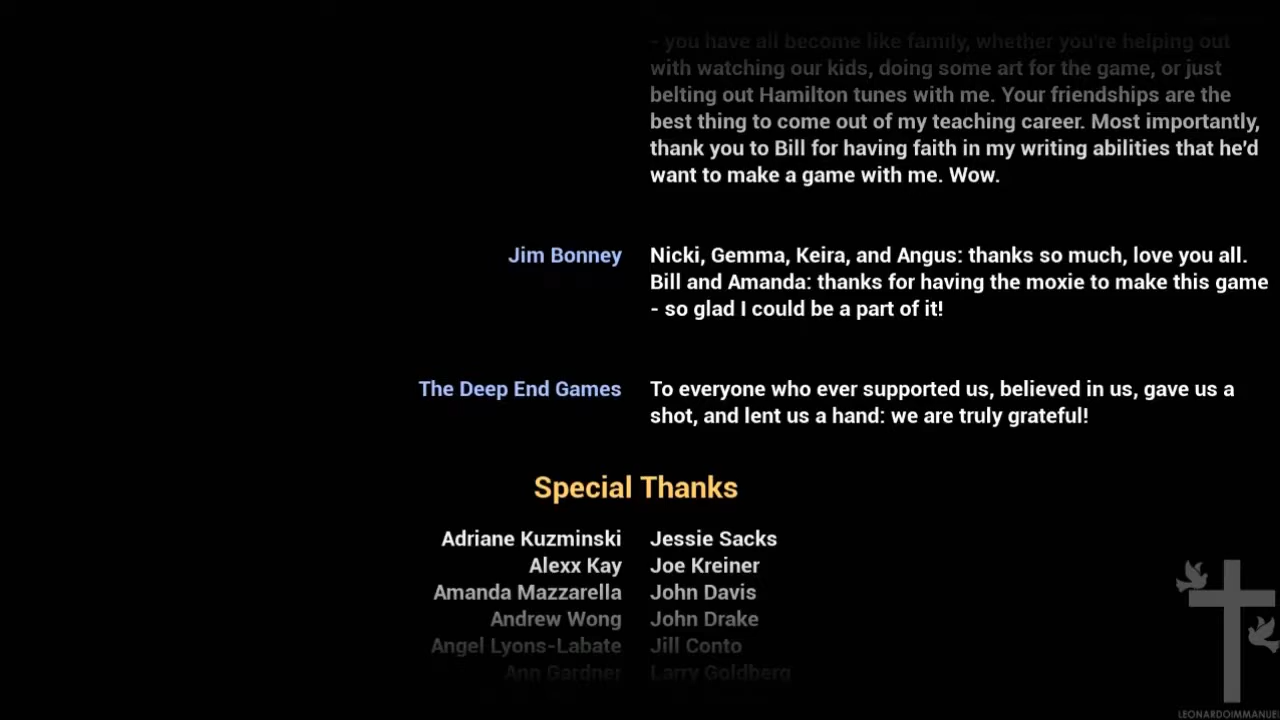 - you have all become like family, whether you're helping out
with watching our kids, doing some art for the game, or just
belting out Hamilton tunes with me. Your friendships are the
best thing to come out of my teaching career. Most importantly,
thank you to Bill for having faith in my writing abilities that he'd
want to make a game with me. Wow.
Jim Bonney
Nicki, Gemma, Keira, and Angus: thanks so much, love you all.
Bill and Amanda: thanks for having the moxie to make this game
- so glad I could be a part of it!
The Deep End Games
To everyone who ever supported us, believed in us, gave us a
shot, and lent us a hand: we are truly grateful!
Special Thanks
Adriane Kuzminski Jessie Sacks
Alexx Kay Joe Kreiner
Amanda Mazzarella John Davis
Andrew Wong John Drake
Angel Lyons-Labate Jill Conto
Ann Gardner Larry Goldberg
LEONARDOIMMANUE